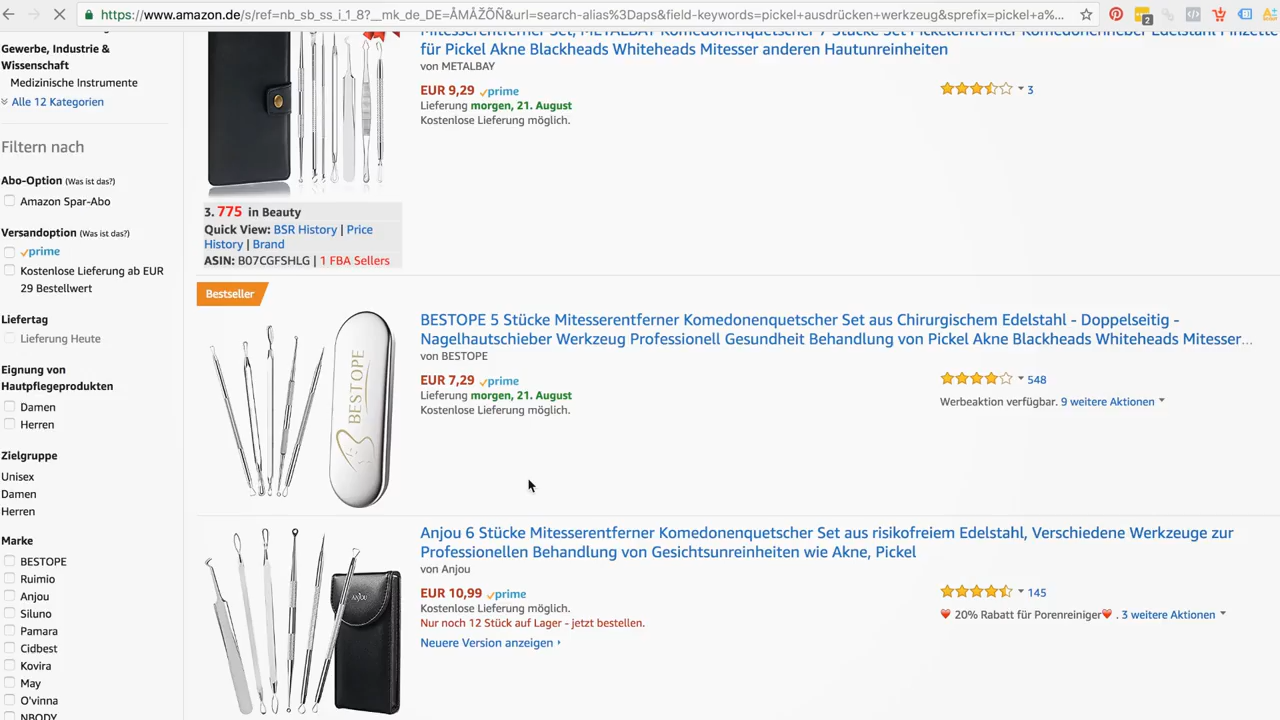 https://www.amazon.de/s/ref=nb_sb_ss_i_1_8?__mk_de_DE=ÅMÅŽÕÑ&url=search-alias%3Daps&field-keywords=pickel+ausdrücken+werkzeug&sprefix=pickel+a%...
2
Gewerbe, Industrie &
Wissenschaft
Medizinische Instrumente
Alle 12 Kategorien
Filtern nach
Abo-Option (Was ist das?)
Amazon Spar-Abo
Versandoption (Was ist das?)
prime
Kostenlose Lieferung ab EUR
29 Bestellwert
Liefertag
Lieferung Heute
Eignung von
Hautpflegeprodukten
Damen
Herren
Zielgruppe
Unisex
Damen
Herren
Marke
BESTOPE
Ruimio
Anjou
Siluno
Pamara
Cidbest
Kovira
May
O'vinna
NBODY
Mitesserentferner Set, METALBAY Komedonenquetscher 7 Stücke Set Pickelentferner Komedonenheber Edelstahl Pinzette
für Pickel Akne Blackheads Whiteheads Mitesser anderen Hautunreinheiten
von METALBAY
EUR 9,29 prime
Lieferung morgen, 21. August
Kostenlose Lieferung möglich.
3
3. 775 in Beauty
Quick View: BSR History | Price
History | Brand
ASIN: B07CGFSHLG | 1 FBA Sellers
Bestseller
BESTOPE
BESTOPE 5 Stücke Mitesserentferner Komedonenquetscher Set aus Chirurgischem Edelstahl - Doppelseitig -
Nagelhautschieber Werkzeug Professionell Gesundheit Behandlung von Pickel Akne Blackheads Whiteheads Mitesser...
von BESTOPE
EUR 7,29 prime
Lieferung morgen, 21. August
Kostenlose Lieferung möglich.
548
Werbeaktion verfügbar. 9 weitere Aktionen
ANJOU
Anjou 6 Stücke Mitesserentferner Komedonenquetscher Set aus risikofreiem Edelstahl, Verschiedene Werkzeuge zur
Professionellen Behandlung von Gesichtsunreinheiten wie Akne, Pickel
von Anjou
EUR 10,99 prime
Kostenlose Lieferung möglich.
Nur noch 12 Stück auf Lager - jetzt bestellen.
Neuere Version anzeigen
145
20% Rabatt für Porenreiniger . 3 weitere Aktionen